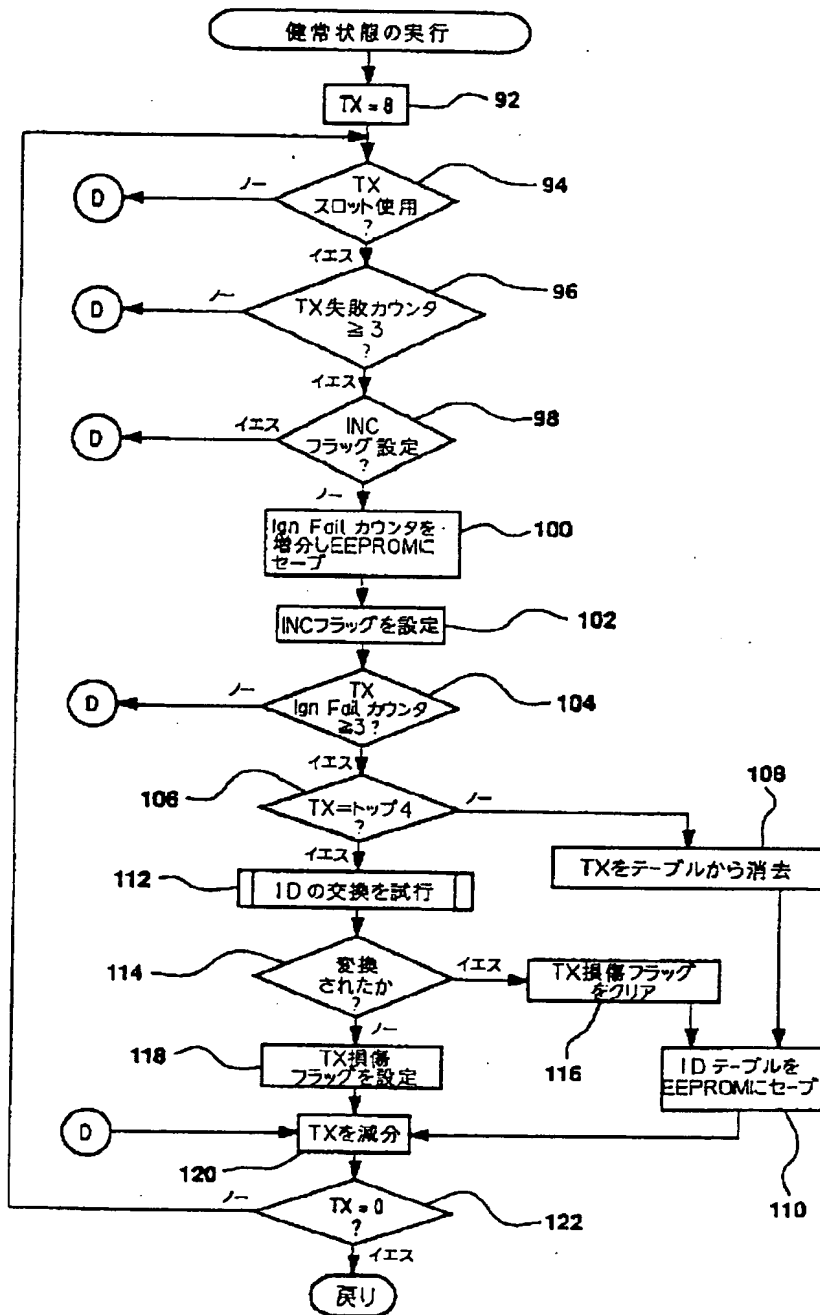 健常状態の実行
TX = 8
92
TX
スロット使用
?
94
ノー
D
イエス
TX失敗カウンタ
≧3
?
96
ノー
D
イエス
INC
フラッグ設定
?
98
イエス
D
ノー
Ign Fail カウンタを
増分しEEPROMに
セーブ
100
INCフラッグを設定
102
TX
Ign Fail カウンタ
≧3?
104
ノー
D
イエス
106
TX=トップ4
?
ノー
108
TXをテーブルから消去
イエス
112
IDの交換を試行
114
変換
されたか
?
イエス
TX損傷フラッグ
をクリア
116
ノー
118
TX損傷
フラッグを設定
IDテーブルを
EEPROMにセーブ
110
D
TXを減分
120
ノー
TX = 0
?
122
イエス
戻り